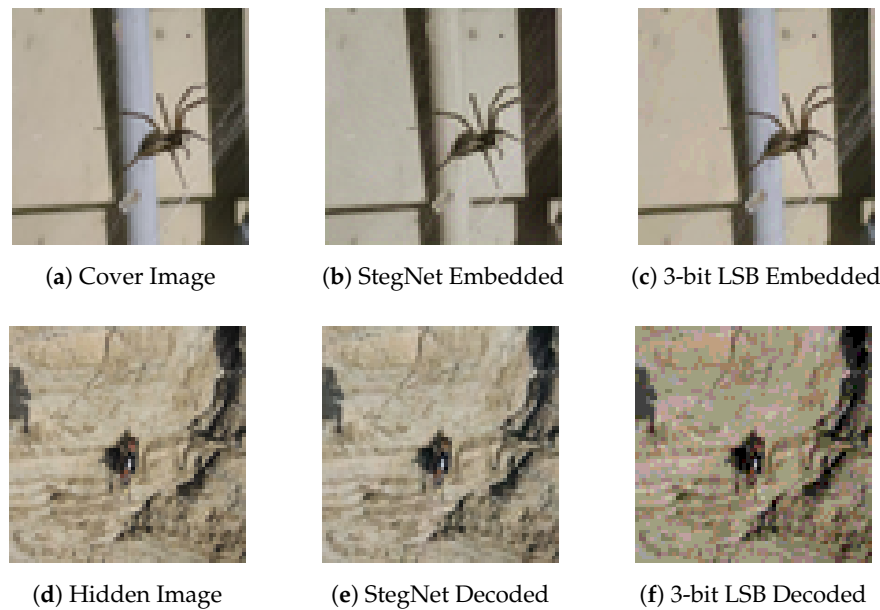 (a) Cover Image
(b) StegNet Embedded
(c) 3-bit LSB Embedded
(d) Hidden Image
(e) StegNet Decoded
(f) 3-bit LSB Decoded